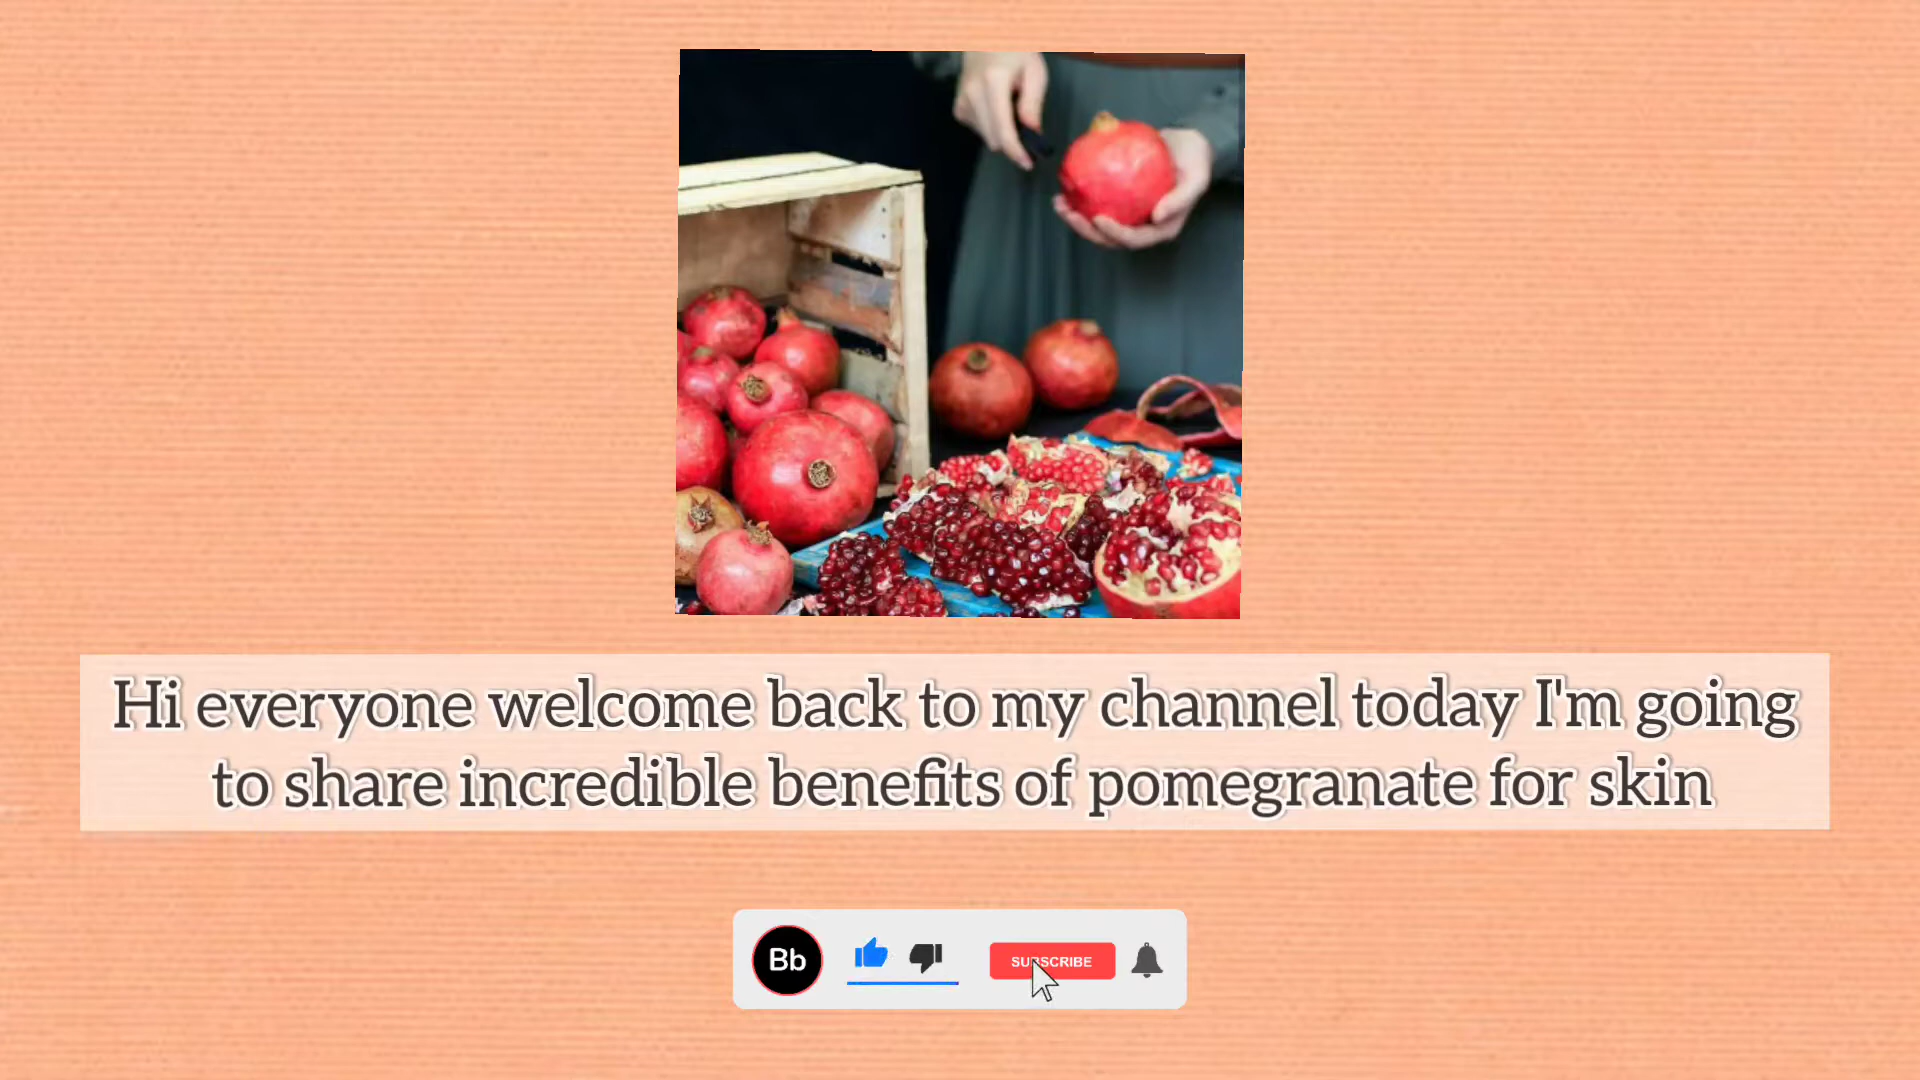 Hi everyone welcome back to my channel today I'm going
to share incredible benefits of pomegranate for skin
Bb
SUBSCRIBE